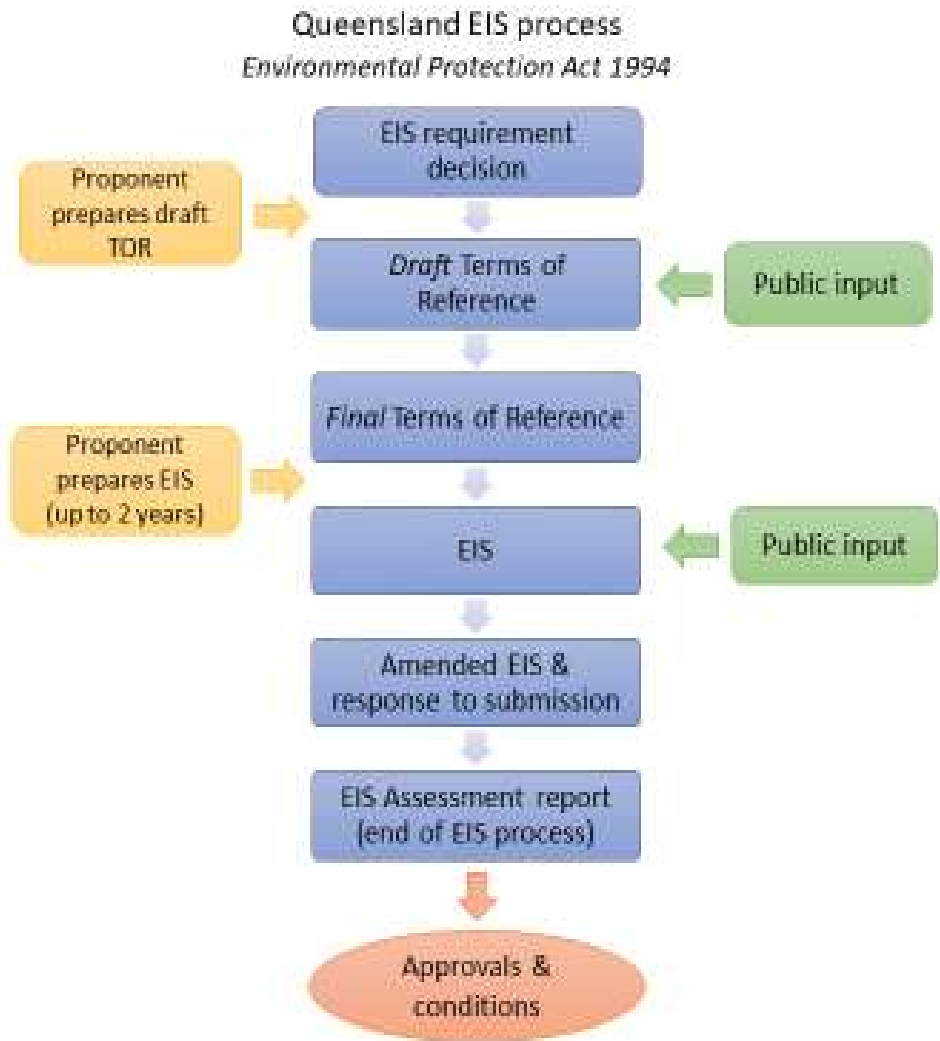 Queensland EIS process
Environmental Protection Act 1994
EIS requirement
decision
Proponent
prepares draft
TOR
Draft Terms of
Reference
Public input
Final Terms of Reference
Proponent
prepares EIS
(up to 2 years)
EIS
Public input
Amended EIS &
response to submission
EIS Assessment report
(end of EIS process)
Approvals &
conditions